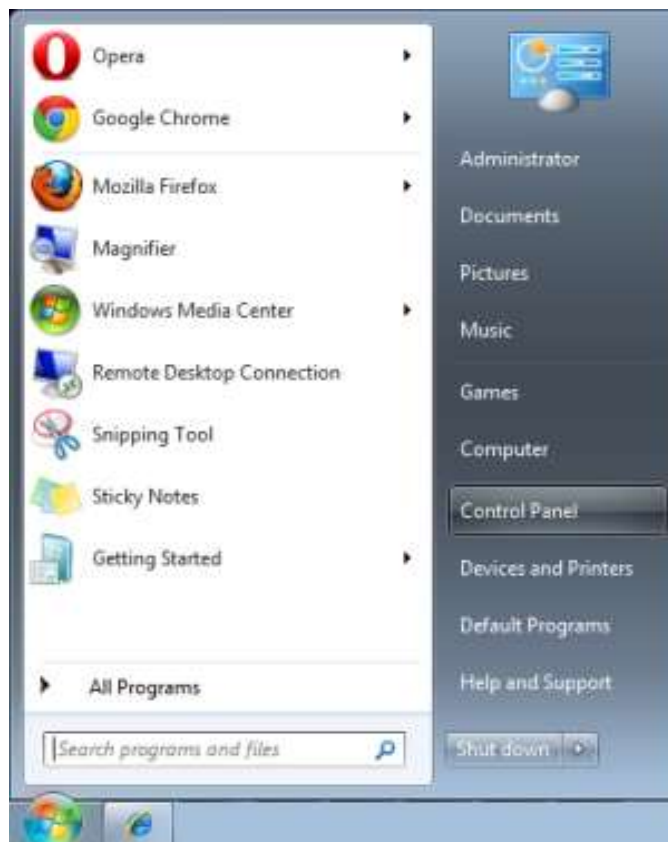 Opera
Google Chrome
Mozilla Firefox
Magnifier
Windows Media Center
Remote Desktop Connection
Snipping Tool
Sticky Notes
Getting Started
All Programs
Search programs and files
Administrator
Documents
Pictures
Music
Games
Computer
Control Panel
Devices and Printers
Default Programs
Help and Support
Shut down